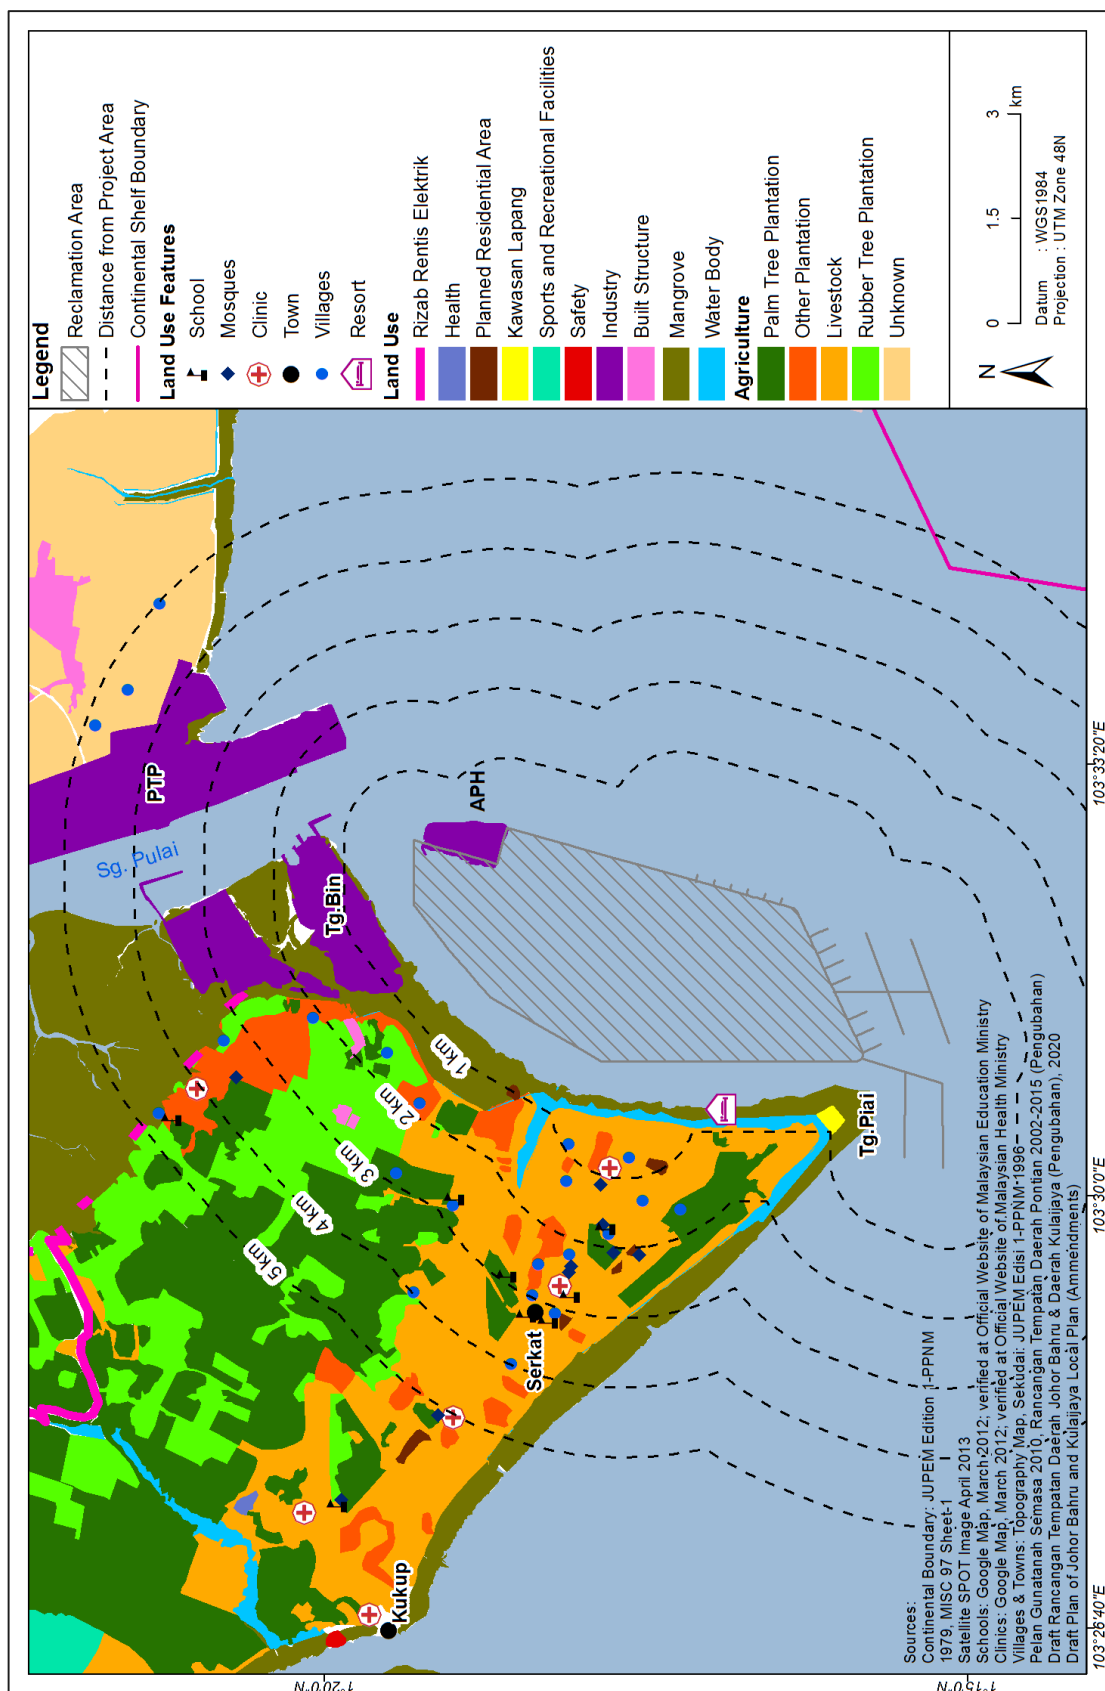 Legend
Reclamation Area
Distance from Project Area
Continental Shelf Boundary
Land Use Features
School
Mosques
Clinic
Town
Villages
Resort
Land Use
Rizab Rentis Elektrik
Health
Planned Residential Area
Kawasan Lapang
Sports and Recreational Facilities
Safety
Industry
Built Structure
Mangrove
Water Body
Agriculture
Palm Tree Plantation
Other Plantation
Livestock
Rubber Tree Plantation
Unknown
N
0 1.5 3
km
Datum : WGS1984
Projection : UTM Zone 48N
PTP
Sg. Pulai
Tg.Bin
APH
1 km
2 km
3 km
4 km
5 km
Tg.Piai
Serkat
Kukup
Sources:
Continental Boundary: JUPEM Edition 1-PPNM
1979, MISC 97 Sheet-1
Satellite SPOT Image April 2013
Schools: Google Map, March 2012; verified at Official Website of Malaysian Education Ministry
Clinics: Google Map, March 2012; verified at Official Website of Malaysian Health Ministry
Villages & Towns: Topography Map, Sekudai: JUPEM Edisi 1-PPNM-1996
Pelan Gunatanah Semasa 2010, Rancangan Tempatan Daerah Pontian 2002-2015 (Pengubahan)
Draft Rancangan Tempatan Daerah Johor Bahru & Daerah Kulaijaya (Pengubahan), 2020
Draft Plan of Johor Bahru and Kulaijaya Local Plan (Ammendments)
103°26'40"E
103°30'0"E
103°33'20"E
1°20'0"N
1°15'0"N